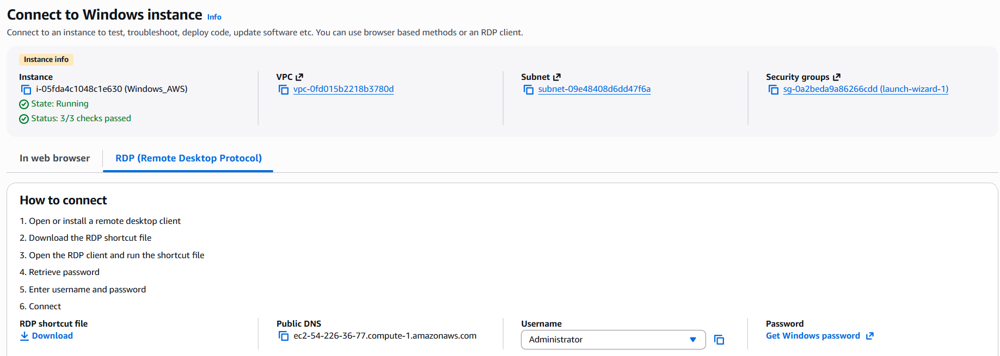 Connect to Windows instance Info
Connect to an instance to test, troubleshoot, deploy code, update software etc. You can use browser based methods or an RDP client.
Instance info
Instance
i-05fda4c1048c1e630 (Windows_AWS)
State: Running
Status: 3/3 checks passed
VPC
vpc-0fd015b2218b3780d
Subnet
subnet-09e48408d6dd47f6a
Security groups
sg-0a2beda9a86266cdd (launch-wizard-1)
In web browser
RDP (Remote Desktop Protocol)
How to connect
1. Open or install a remote desktop client
2. Download the RDP shortcut file
3. Open the RDP client and run the shortcut file
4. Retrieve password
5. Enter username and password
6. Connect
RDP shortcut file
Download
Public DNS
ec2-54-226-36-77.compute-1.amazonaws.com
Username
Administrator
Password
Get Windows password